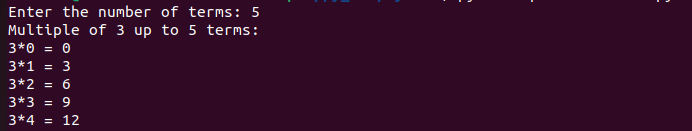 Enter the number of terms: 5
Multiple of 3 up to 5 terms:
3*0 = 0
3*1 = 3
3*2 = 6
3*3 = 9
3*4 = 12